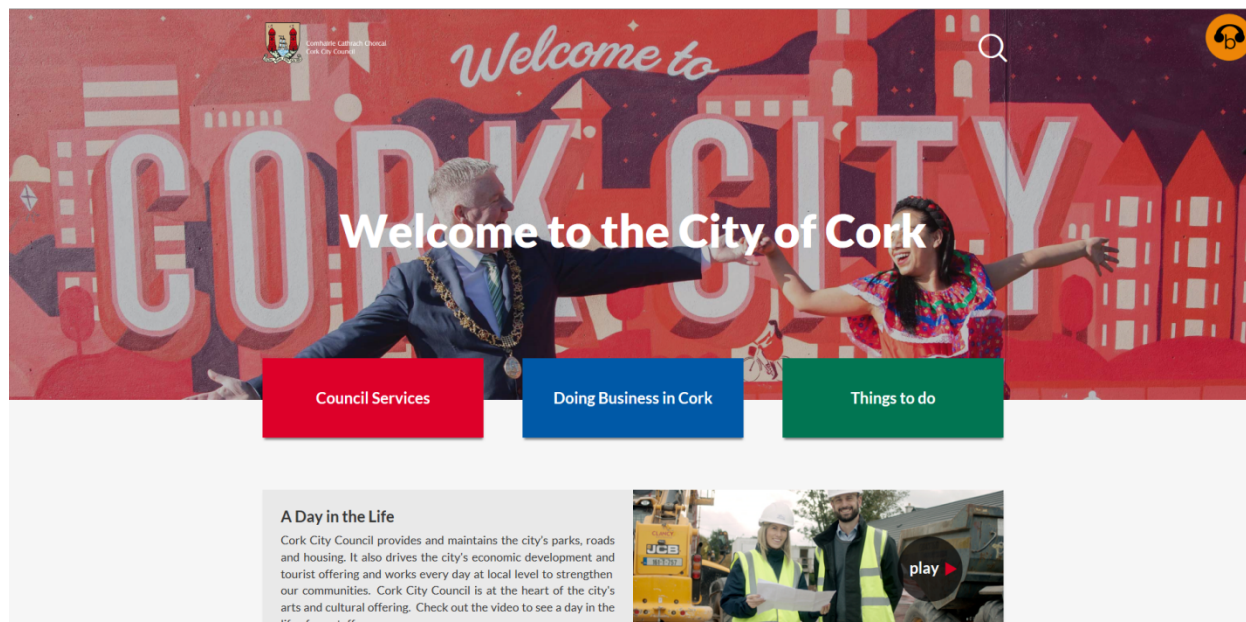 Comhairle Cathrach Chorcaí
Cork City Council
Welcome to
CORK CITY
Welcome to the City of Cork
Council Services
Doing Business in Cork
Things to do
A Day in the Life
Cork City Council provides and maintains the city's parks, roads
and housing. It also drives the city's economic development and
tourist offering and works every day at local level to strengthen
our communities. Cork City Council is at the heart of the city's
arts and cultural offering. Check out the video to see a day in the
JCB
play
b